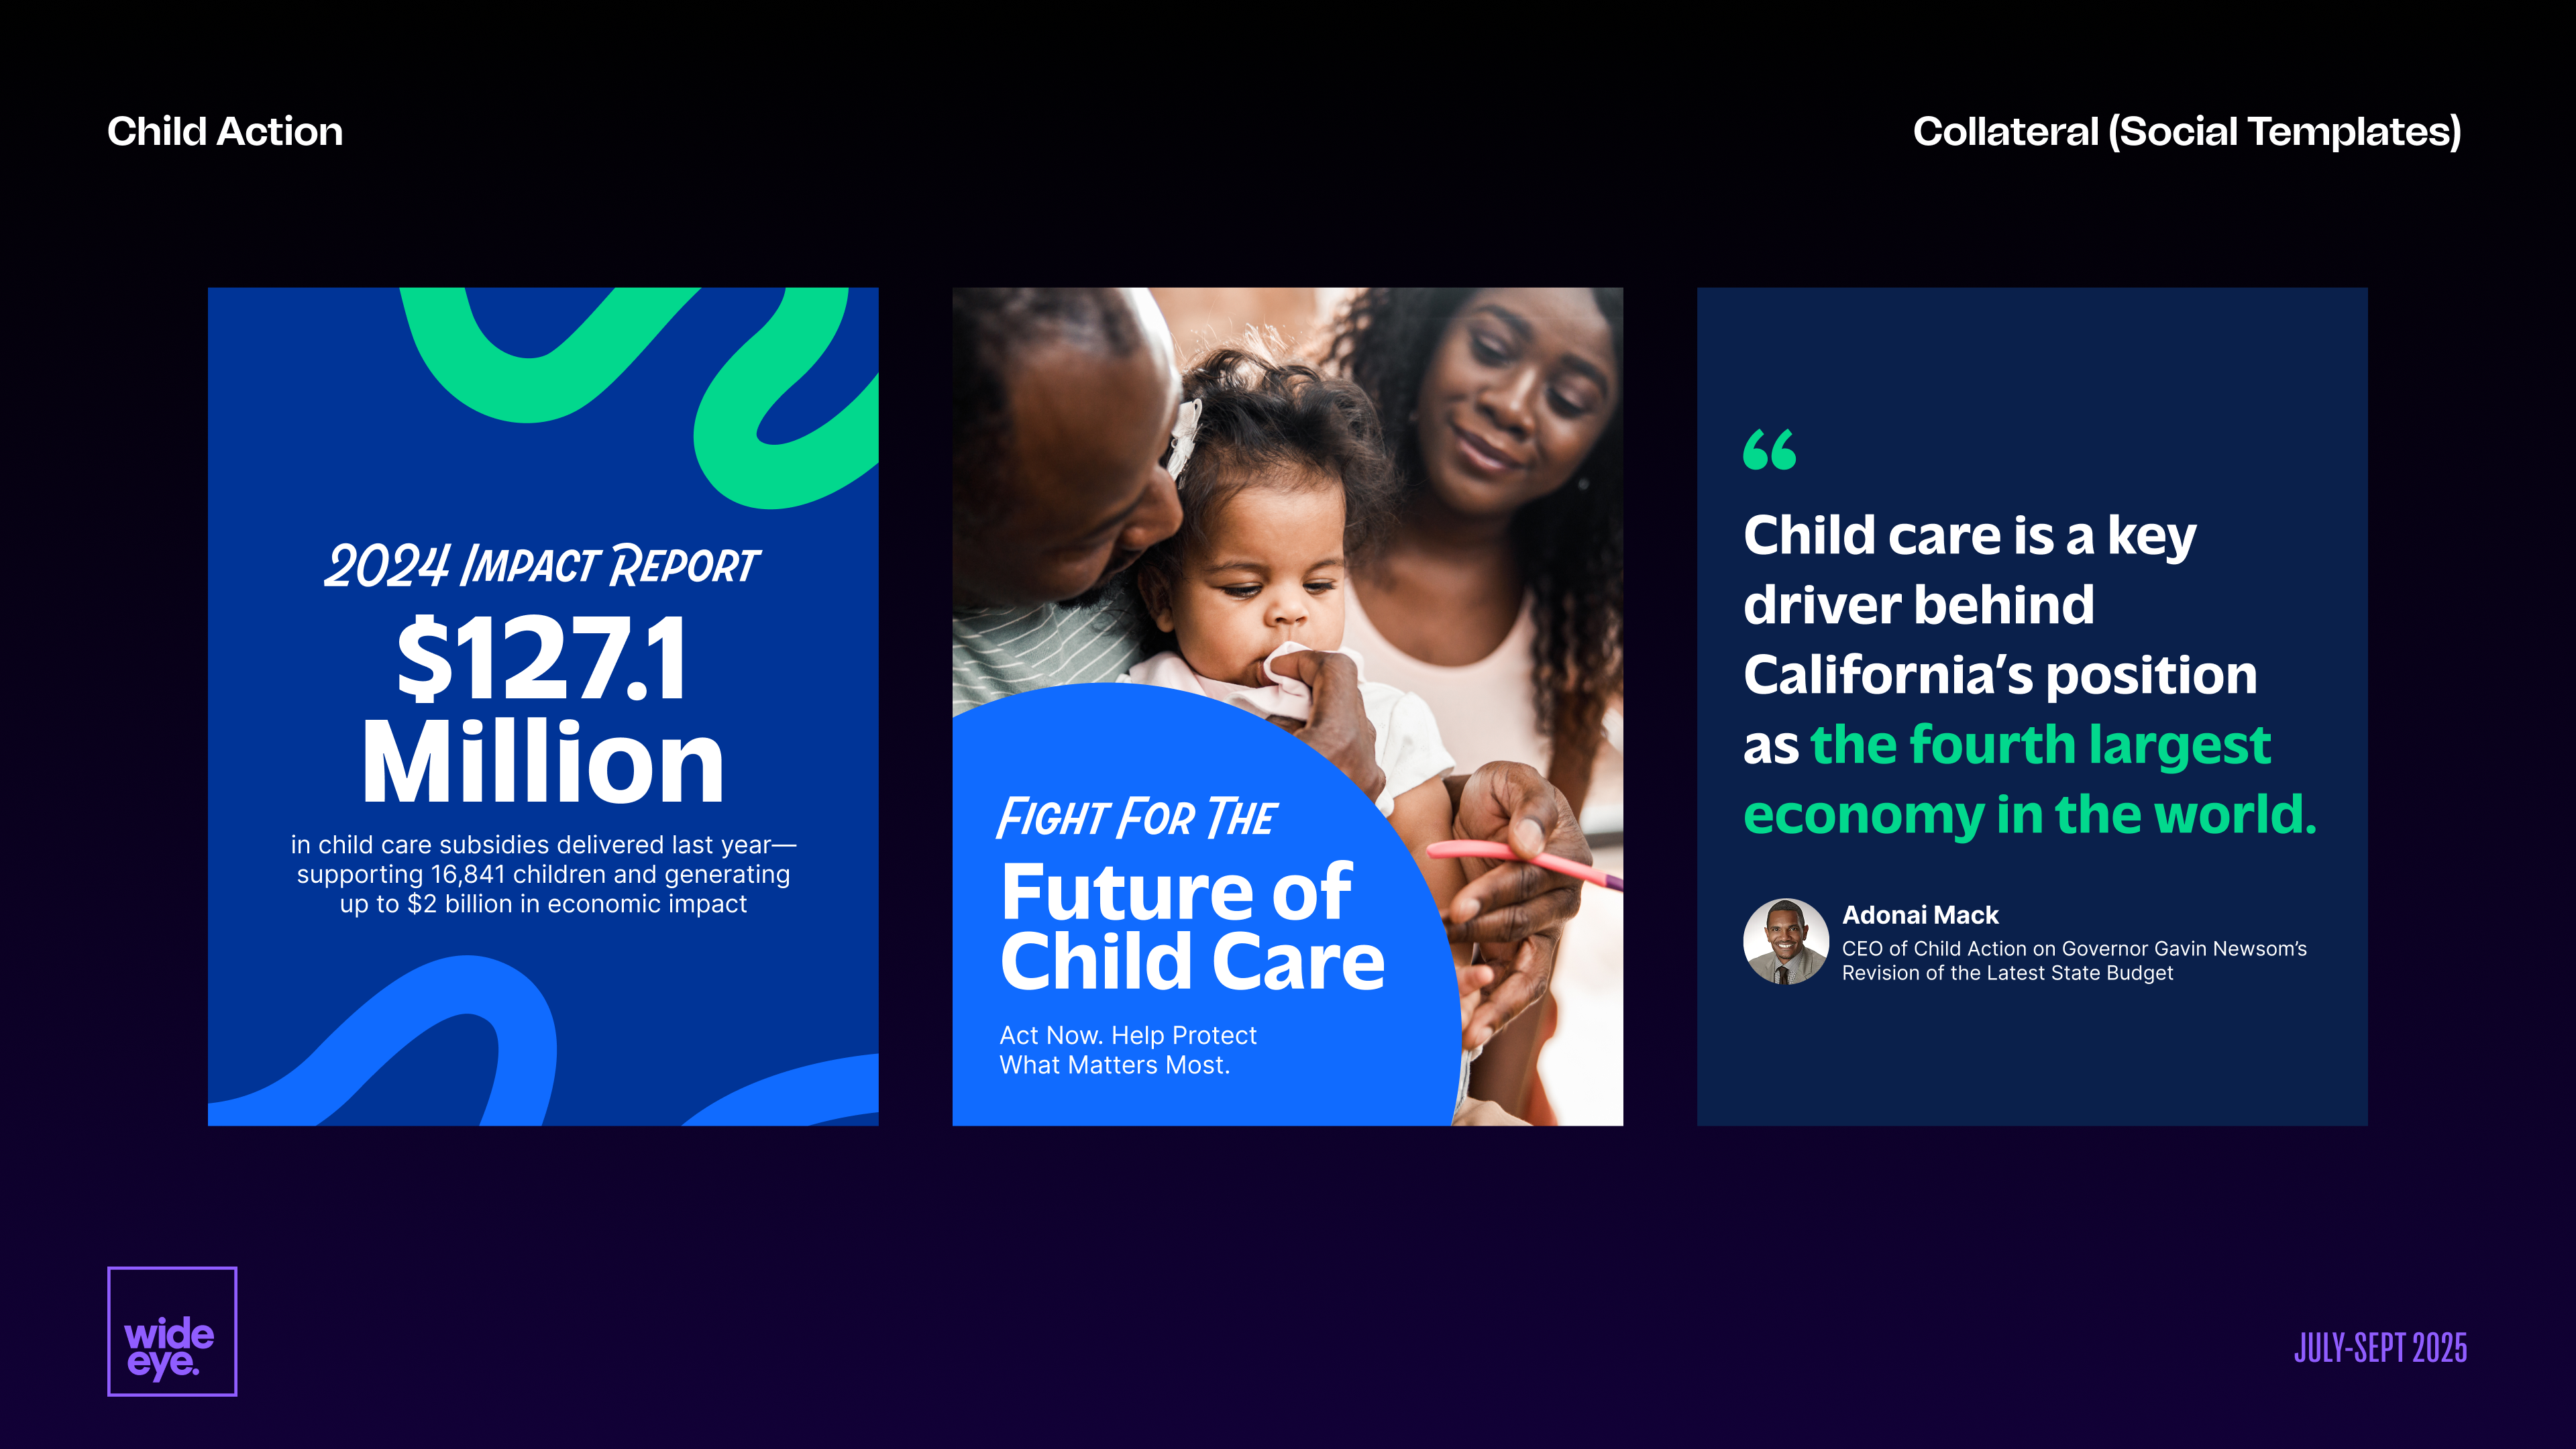 Child Action
Collateral (Social Templates)
2024 Impact Report
$127.1
Million
in child care subsidies delivered last year—
supporting 16,841 children and generating
up to $2 billion in economic impact
Fight For The
Future of
Child Care
Act Now. Help Protect
What Matters Most.
“
Child care is a key
driver behind
California’s position
as the fourth largest
economy in the world.
Adonai Mack
CEO of Child Action on Governor Gavin Newsom’s
Revision of the Latest State Budget
wide
eye.
JULY-SEPT 2025